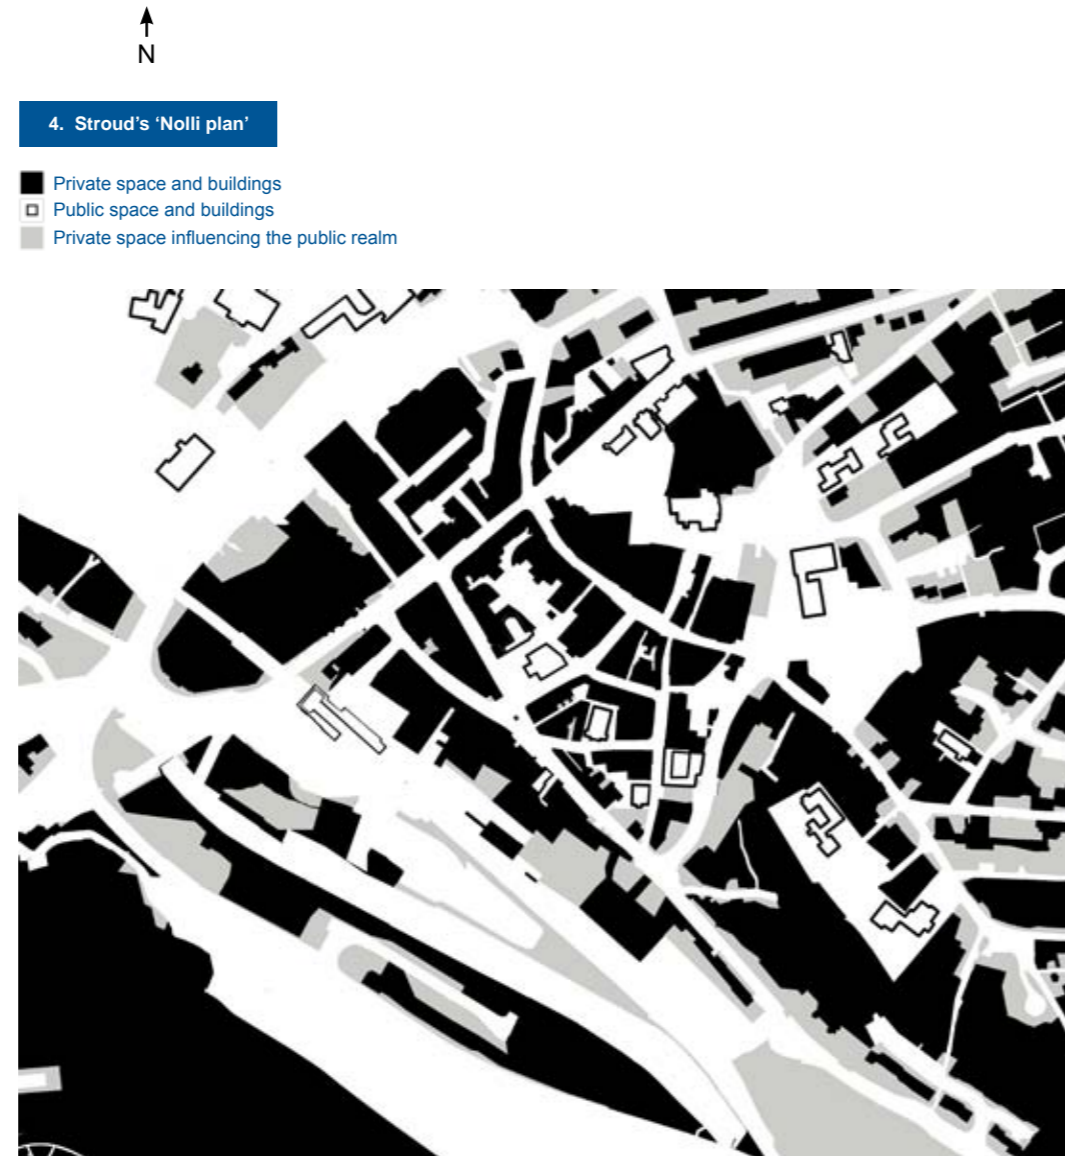 N
4. Stroud’s ‘Nolli plan’
Private space and buildings
Public space and buildings
Private space influencing the public realm